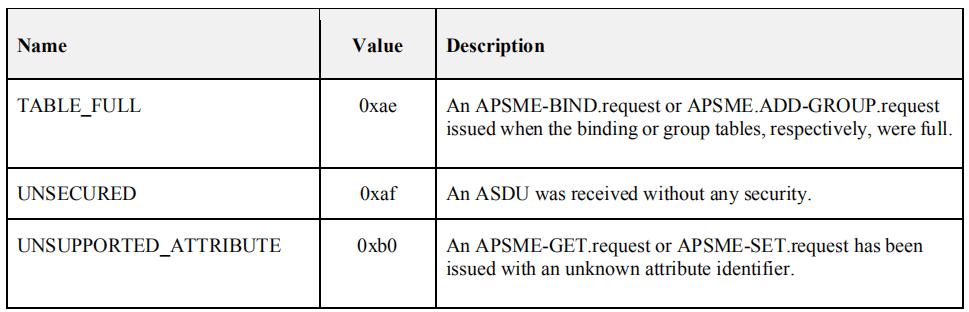 Name Value Description
TABLE_FULL 0xae An APSME-BIND.request or APSME.ADD-GROUP.request
issued when the binding or group tables, respectively, were full.
UNSECURED 0xaf An ASDU was received without any security.
UNSUPPORTED_ATTRIBUTE 0xb0 An APSME-GET.request or APSME-SET.request has been
issued with an unknown attribute identifier.